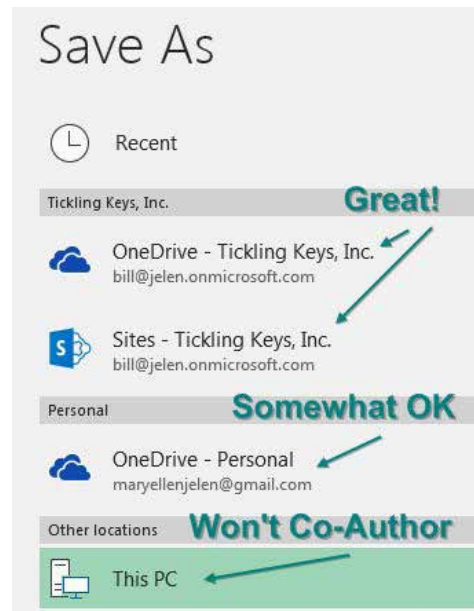 Save As
Recent
Tickling Keys, Inc. Great!
OneDrive - Tickling Keys, Inc.
bill@jelen.onmicrosoft.com
S
Sites - Tickling Keys, Inc.
bill@jelen.onmicrosoft.com
Personal Somewhat OK
OneDrive - Personal
maryellenjelen@gmail.com
Other locations Won't Co-Author
This PC